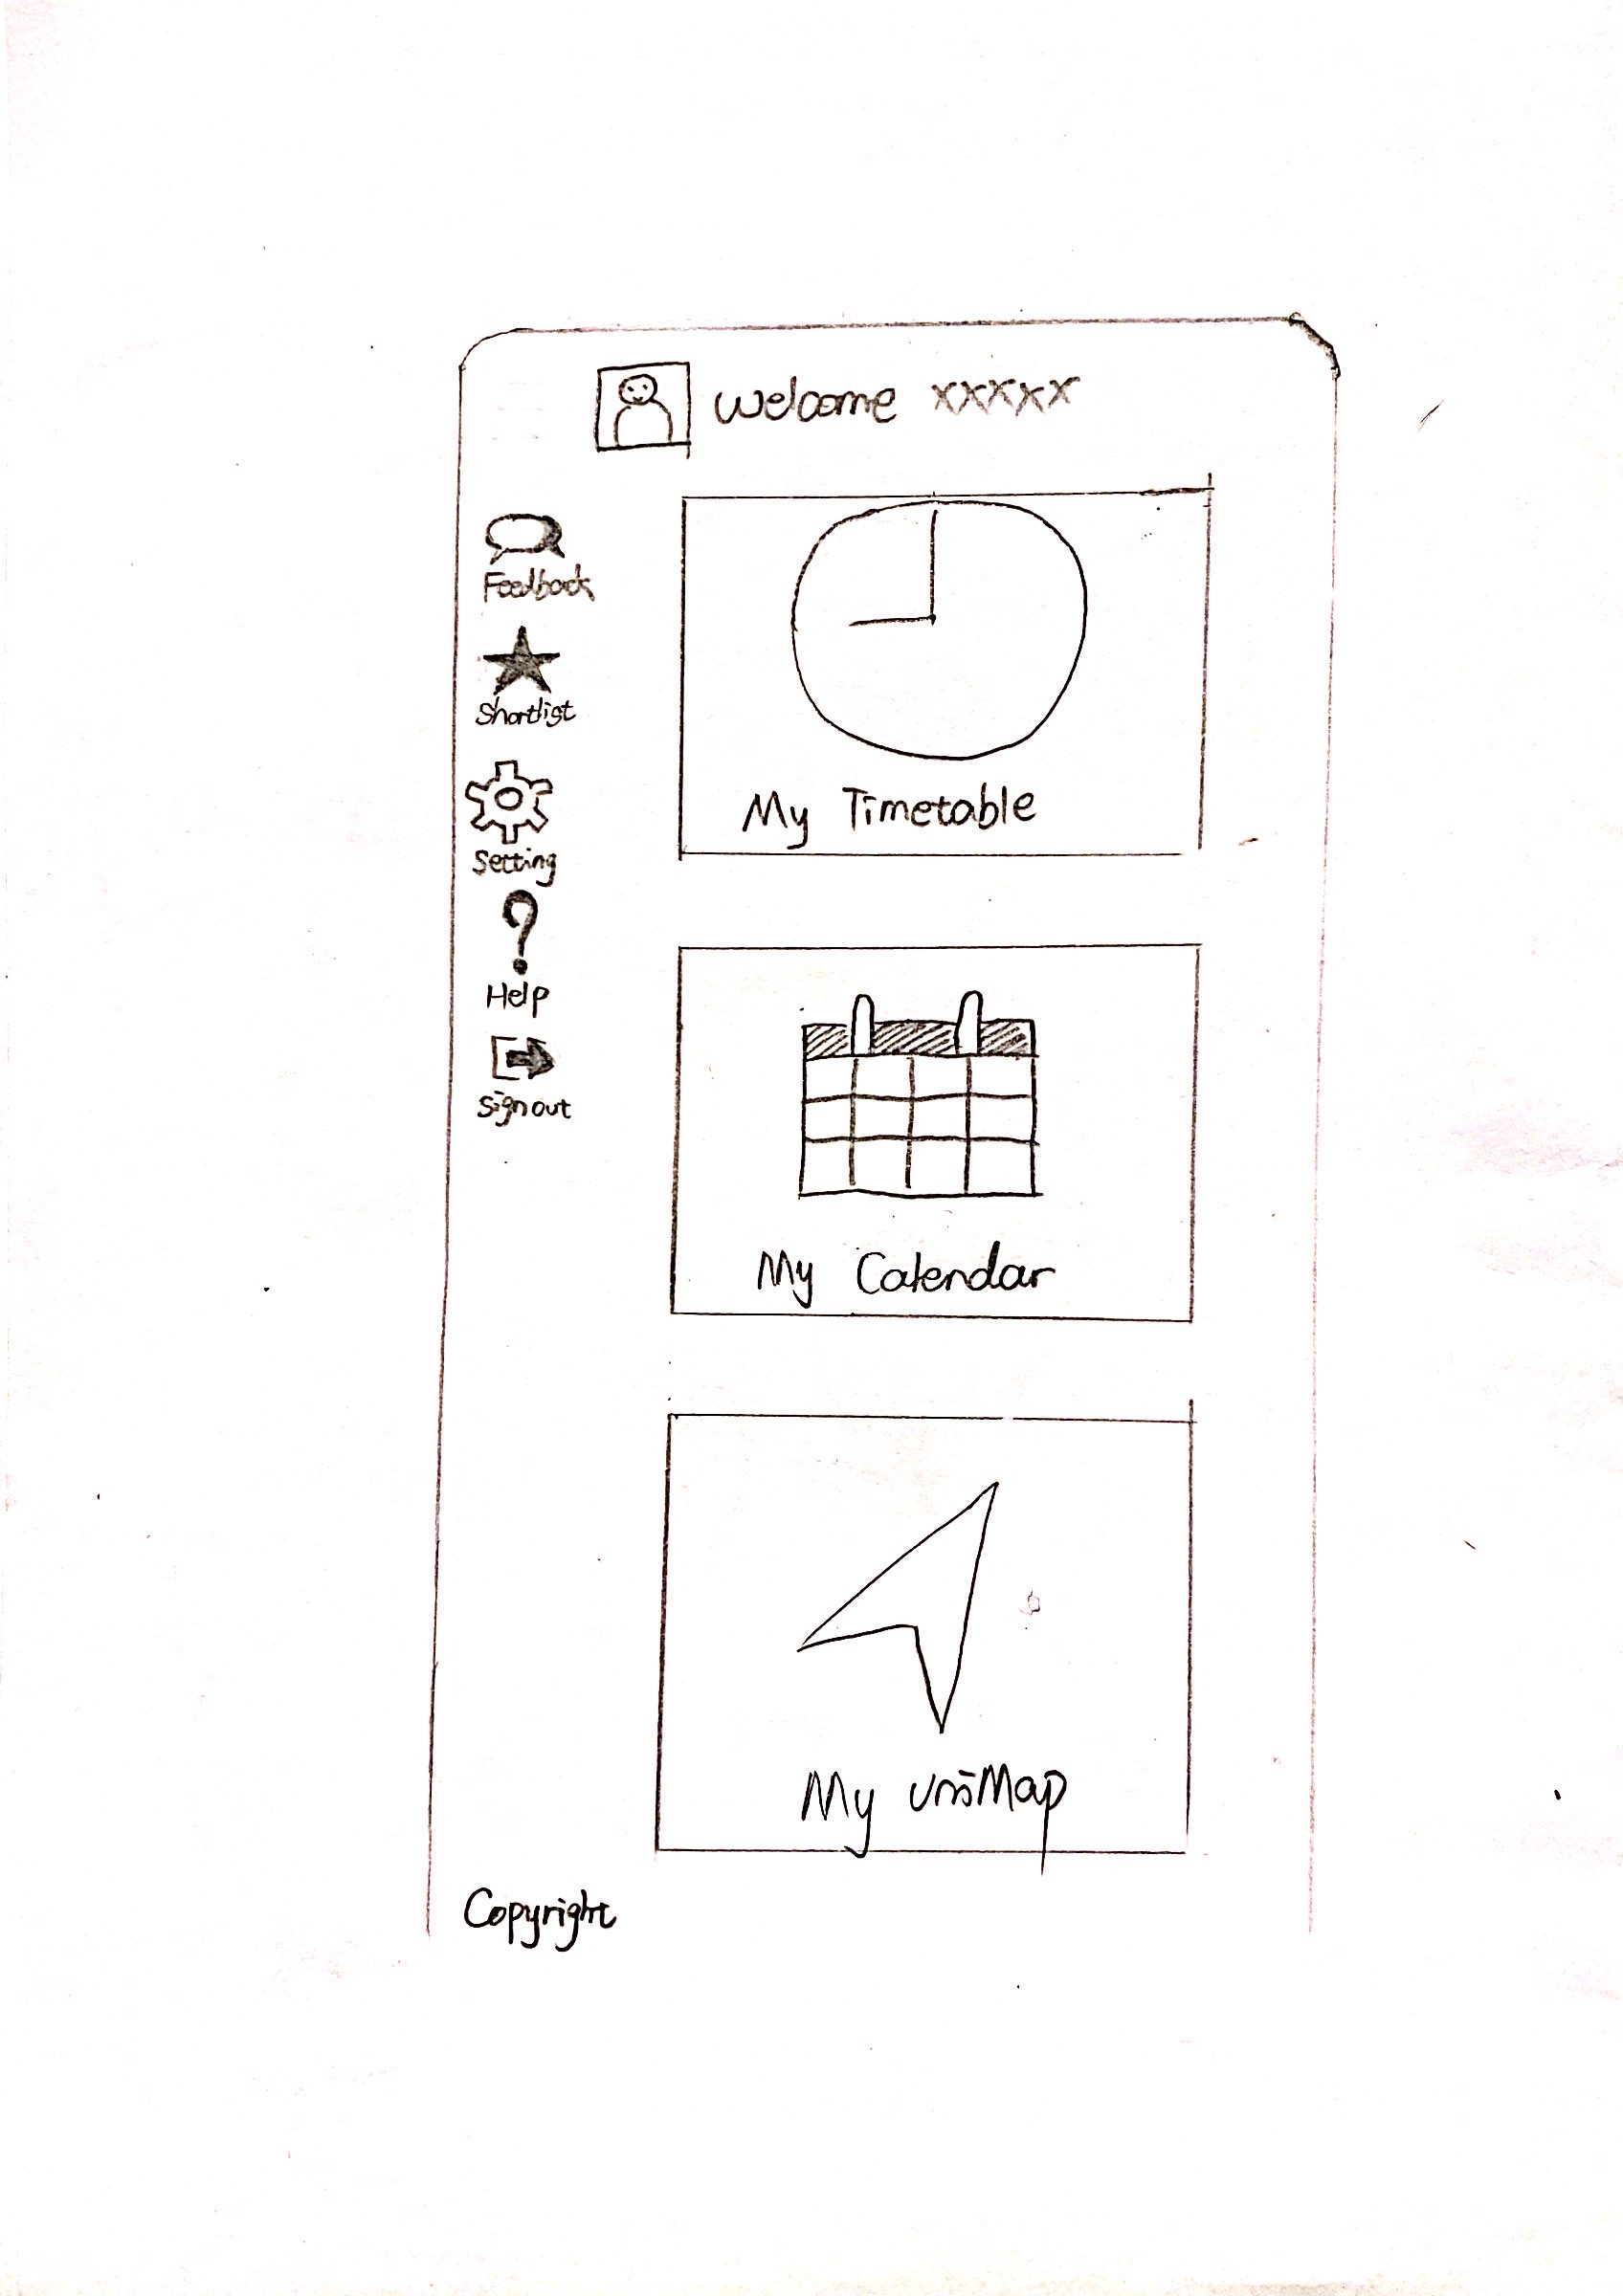 Welcome xxxxx
Feedback
Shortlist
Setting
?
Help
Sign out
My Timetable
My Calendar
My UniMap
Copyright